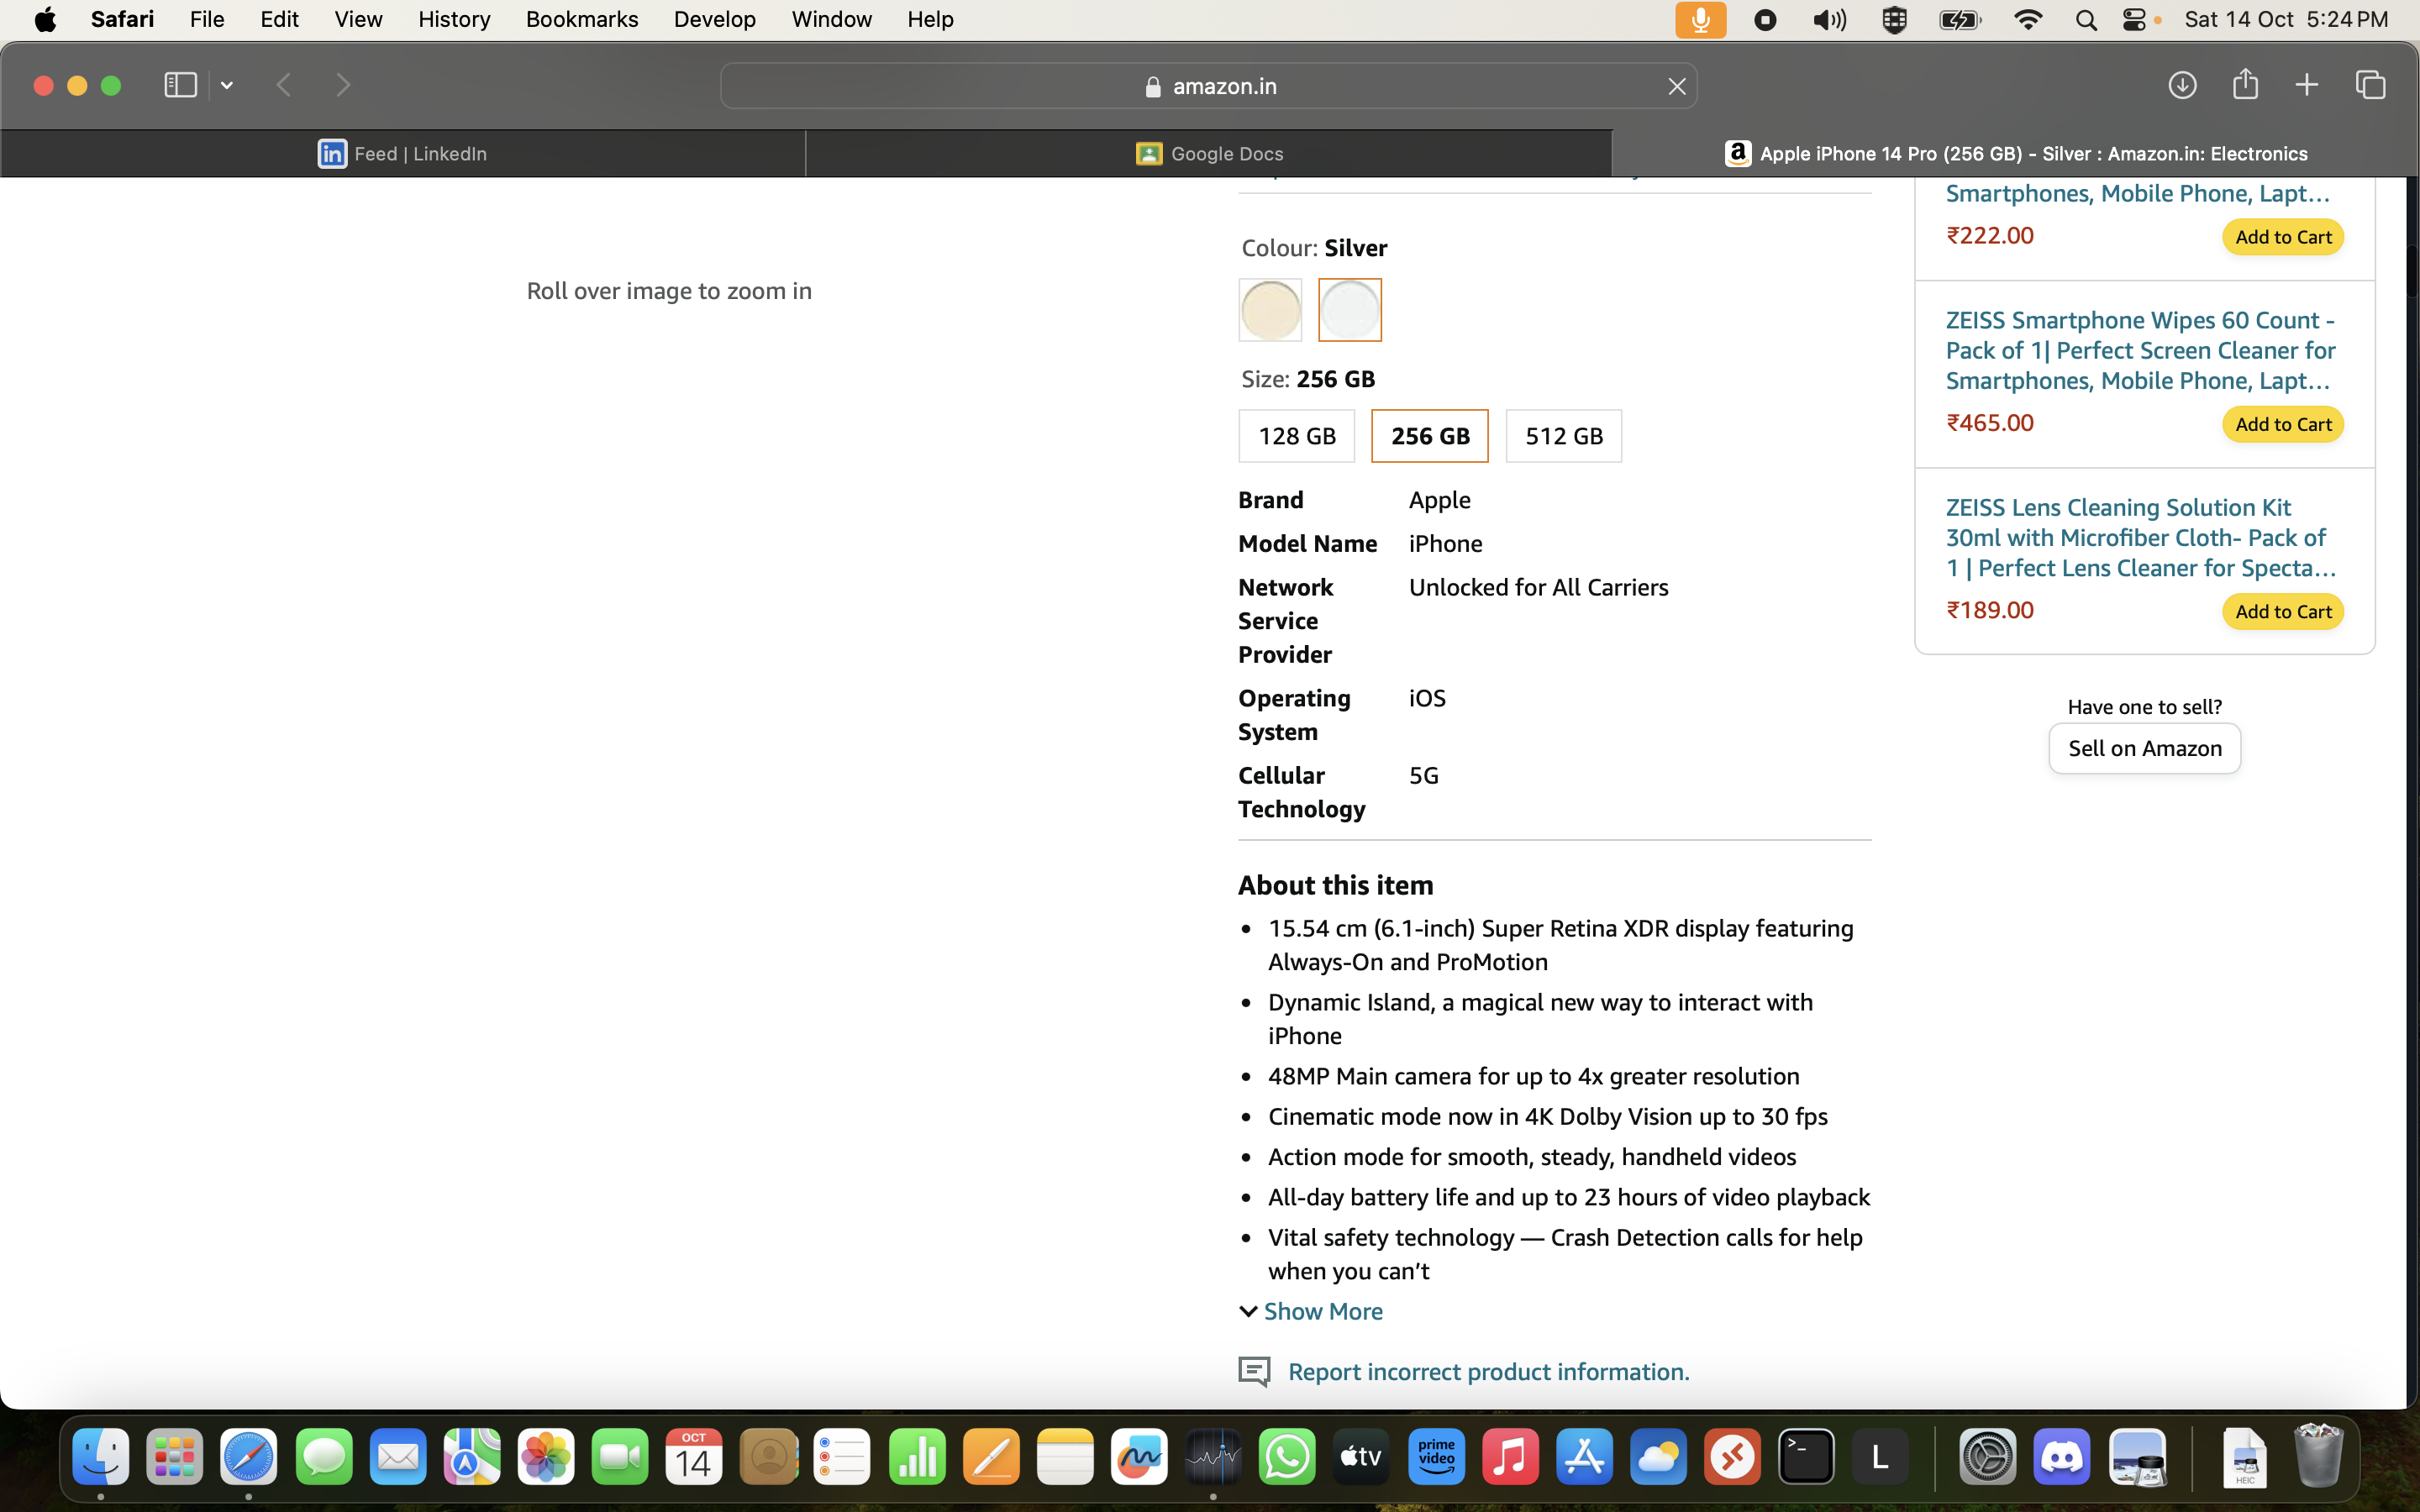 Safari File Edit View History Bookmarks Develop Window Help Sat 14 Oct 5:24 PM
amazon.in
in Feed | LinkedIn Google Docs a Apple iPhone 14 Pro (256 GB) - Silver : Amazon.in: Electronics
Roll over image to zoom in
Colour: Silver
Size: 256 GB
128 GB 256 GB 512 GB
Brand Apple
Model Name iPhone
Network Unlocked for All Carriers
Service
Provider
Operating iOS
System
Cellular 5G
Technology
About this item
• 15.54 cm (6.1-inch) Super Retina XDR display featuring
Always-On and ProMotion
• Dynamic Island, a magical new way to interact with
iPhone
• 48MP Main camera for up to 4x greater resolution
• Cinematic mode now in 4K Dolby Vision up to 30 fps
• Action mode for smooth, steady, handheld videos
• All-day battery life and up to 23 hours of video playback
• Vital safety technology — Crash Detection calls for help
when you can't
Show More
Report incorrect product information.
Smartphones, Mobile Phone, Lapt…
₹222.00 Add to Cart
ZEISS Smartphone Wipes 60 Count -
Pack of 1| Perfect Screen Cleaner for
Smartphones, Mobile Phone, Lapt…
₹465.00 Add to Cart
ZEISS Lens Cleaning Solution Kit
30ml with Microfiber Cloth- Pack of
1 | Perfect Lens Cleaner for Specta…
₹189.00 Add to Cart
Have one to sell?
Sell on Amazon
OCT
14
tv
prime
video
L
HEIC